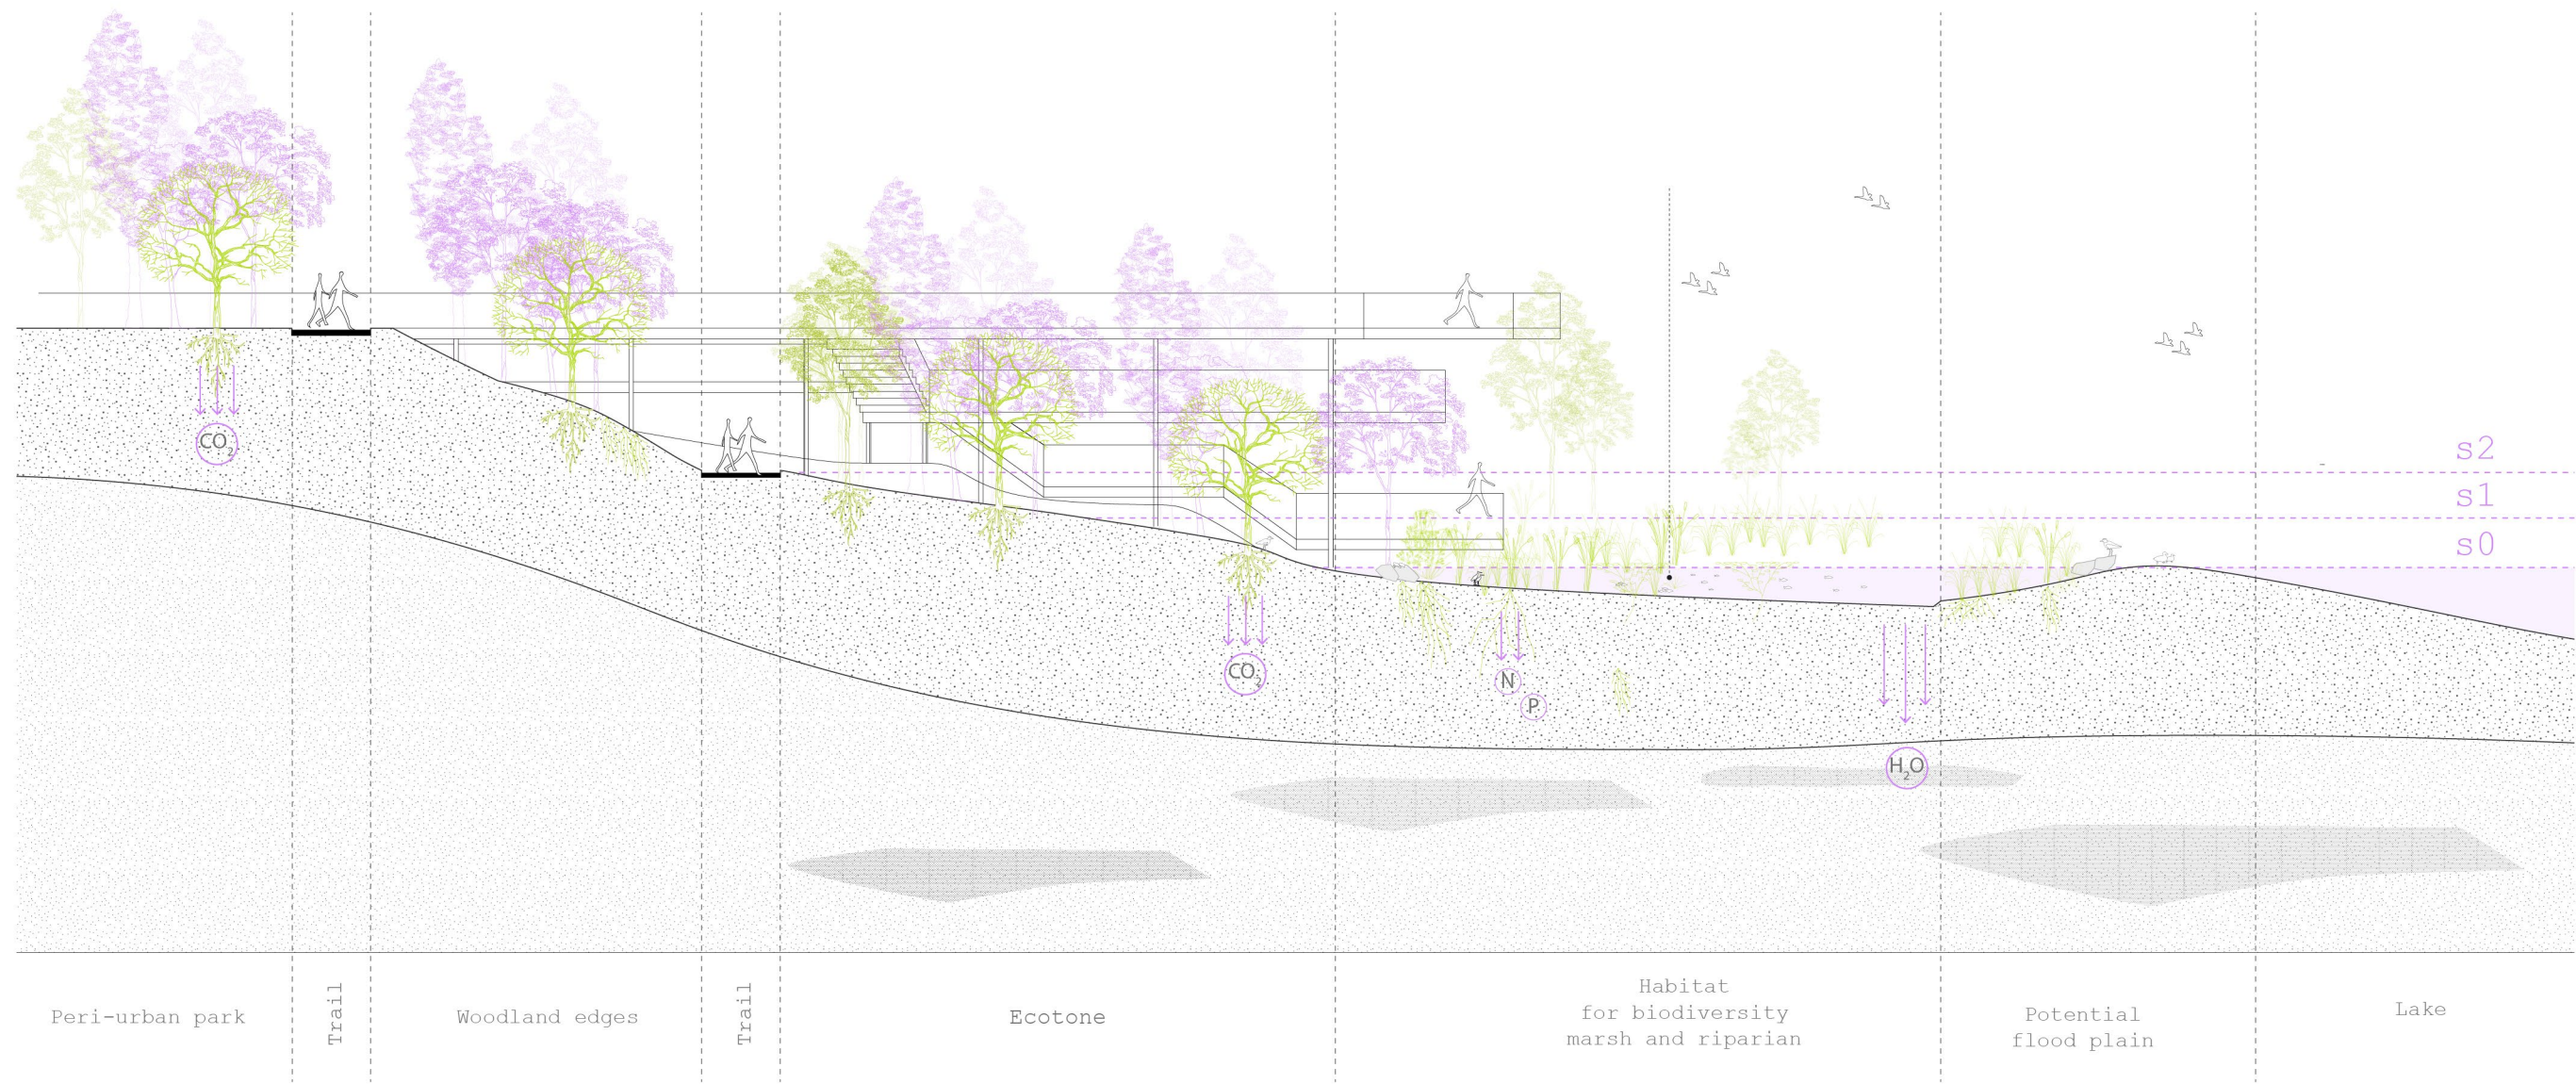 CO₂
s2
s1
s0
CO₂
N
P
H₂O
Peri-urban park
Trail
Woodland edges
Trail
Ecotone
Habitat
for biodiversity
marsh and riparian
Potential
flood plain
Lake